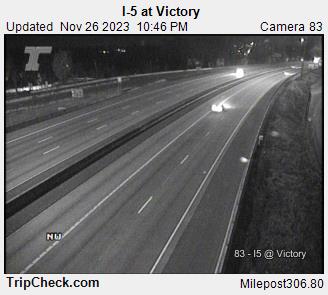 I-5 at Victory
Updated Nov 26 2023 10:46 PM Camera 83
T
NW
83 - I5 @ Victory
TripCheck.com Milepost306.80